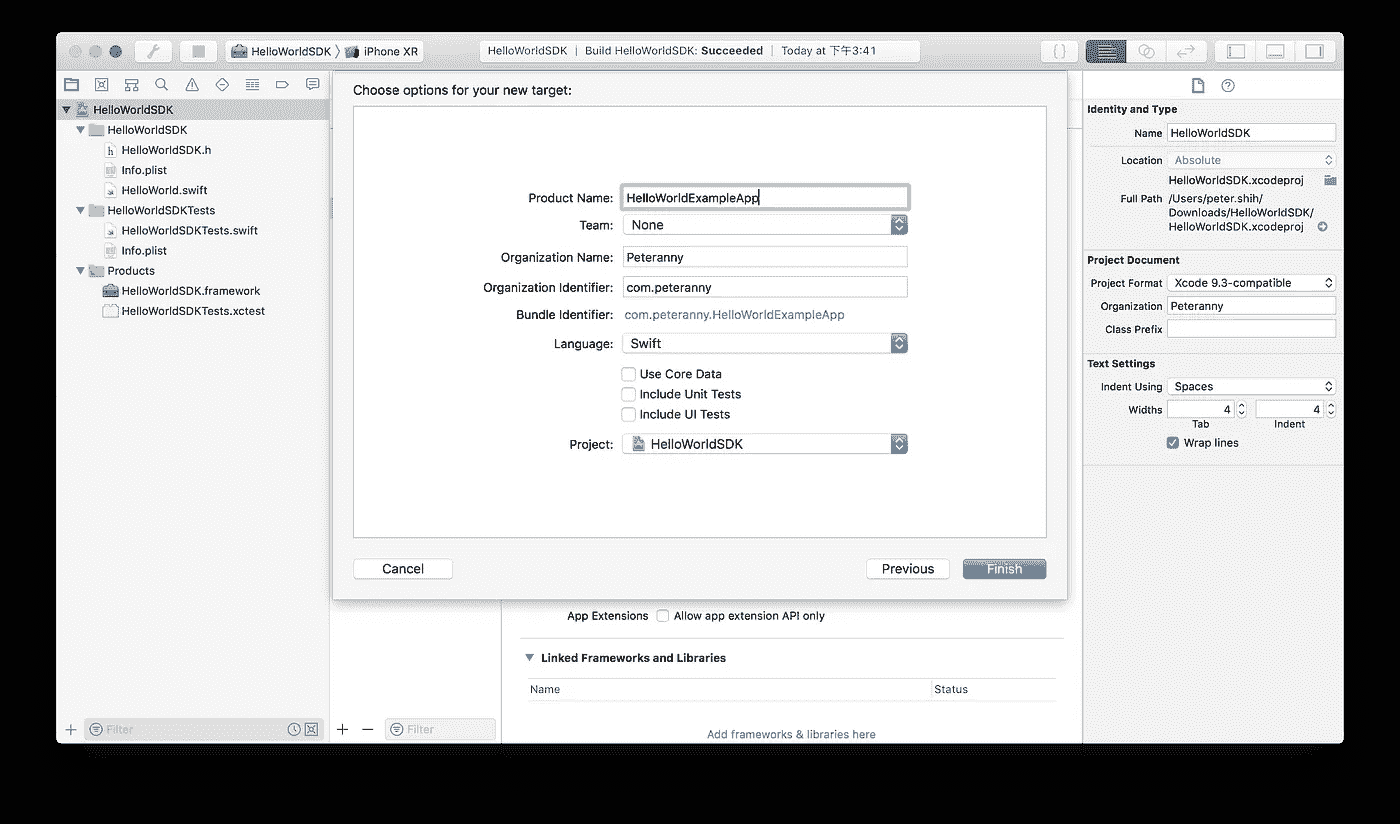 HelloWorldSDK 〉 iPhone XR
HelloWorldSDK | Build HelloWorldSDK: Succeeded | Today at 下午3:41
{ }
Choose options for your new target:
HelloWorldSDK
HelloWorldSDK
HelloWorldSDK.h
Info.plist
HelloWorld.swift
HelloWorldSDKTests
HelloWorldSDKTests.swift
Info.plist
Products
HelloWorldSDK.framework
HelloWorldSDKTests.xctest
Filter
Product Name: HelloWorldExampleApp
Team: None
Organization Name: Peteranny
Organization Identifier: com.peteranny
Bundle Identifier: com.peteranny.HelloWorldExampleApp
Language: Swift
Use Core Data
Include Unit Tests
Include UI Tests
Project: HelloWorldSDK
Cancel
Previous
Finish
App Extensions Allow app extension API only
Linked Frameworks and Libraries
Name Status
Add frameworks & libraries here
Filter
Identity and Type
Name HelloWorldSDK
Location Absolute
HelloWorldSDK.xcodeproj
Full Path /Users/peter.shih/
Downloads/HelloWorldSDK/
HelloWorldSDK.xcodeproj
Project Document
Project Format Xcode 9.3-compatible
Organization Peteranny
Class Prefix
Text Settings
Indent Using Spaces
Widths 4 4
Tab Indent
Wrap lines